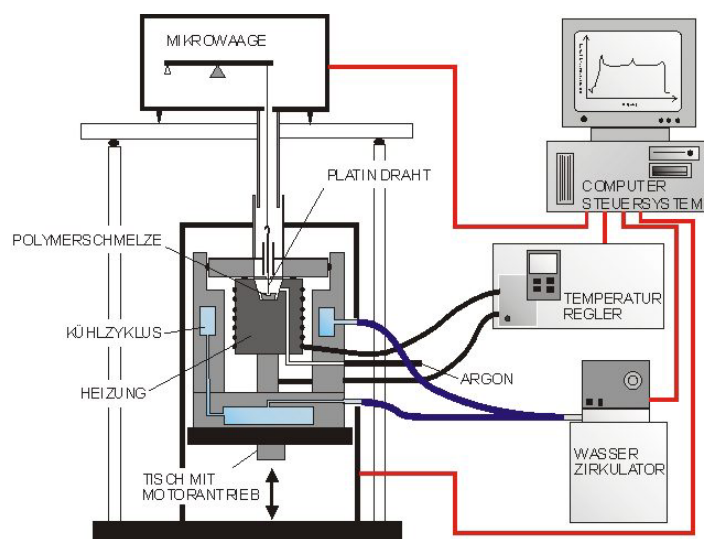 MIKROWAAGE
PLATINDRAHT
COMPUTER
STEUERSYSTEM
POLYMERSCHMELZE
TEMPERATUR
REGLER
KÜHLZYKLUS
HEIZUNG
ARGON
WASSER
ZIRKULATOR
TISCH MIT
MOTORANTRIEB